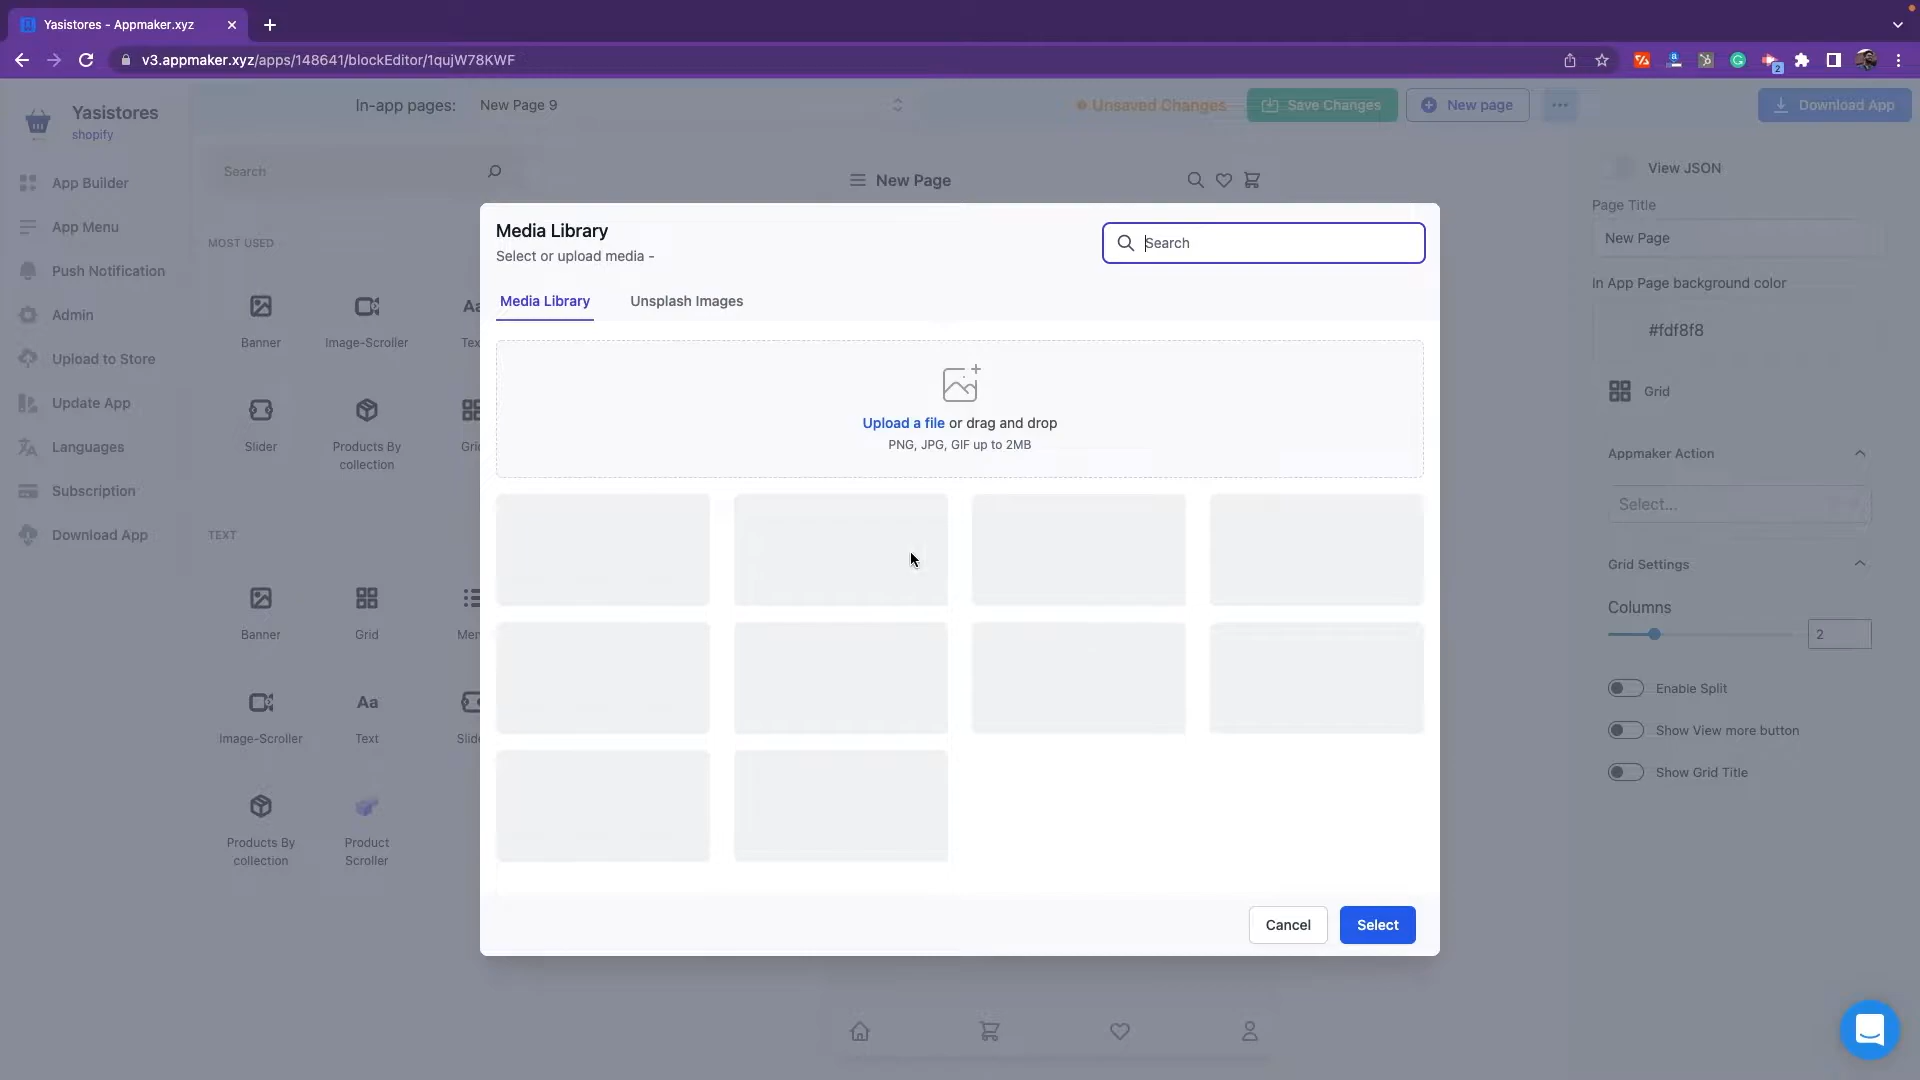 Yasistores - Appmaker.xyz
v3.appmaker.xyz/apps/148641/blockEditor/1qujW78KWF
2
Yasistores
shopify
In-app pages: New Page 9
Unsaved Changes
Save Changes
New page
Download App
App Builder
App Menu
Push Notification
Admin
Upload to Store
Update App
Languages
Subscription
Download App
Search
MOST USED
Banner
Image-Scroller
Slider
Products By
collection
TEXT
Banner
Grid
Image-Scroller
Aa
Text
Products By
collection
Product
Scroller
New Page
Media Library
Select or upload media -
Search
Media Library
Unsplash Images
Upload a file or drag and drop
PNG, JPG, GIF up to 2MB
Cancel
Select
View JSON
Page Title
New Page
In App Page background color
#fdf8f8
Grid
Appmaker Action
Select...
Grid Settings
Columns
2
Enable Split
Show View more button
Show Grid Title